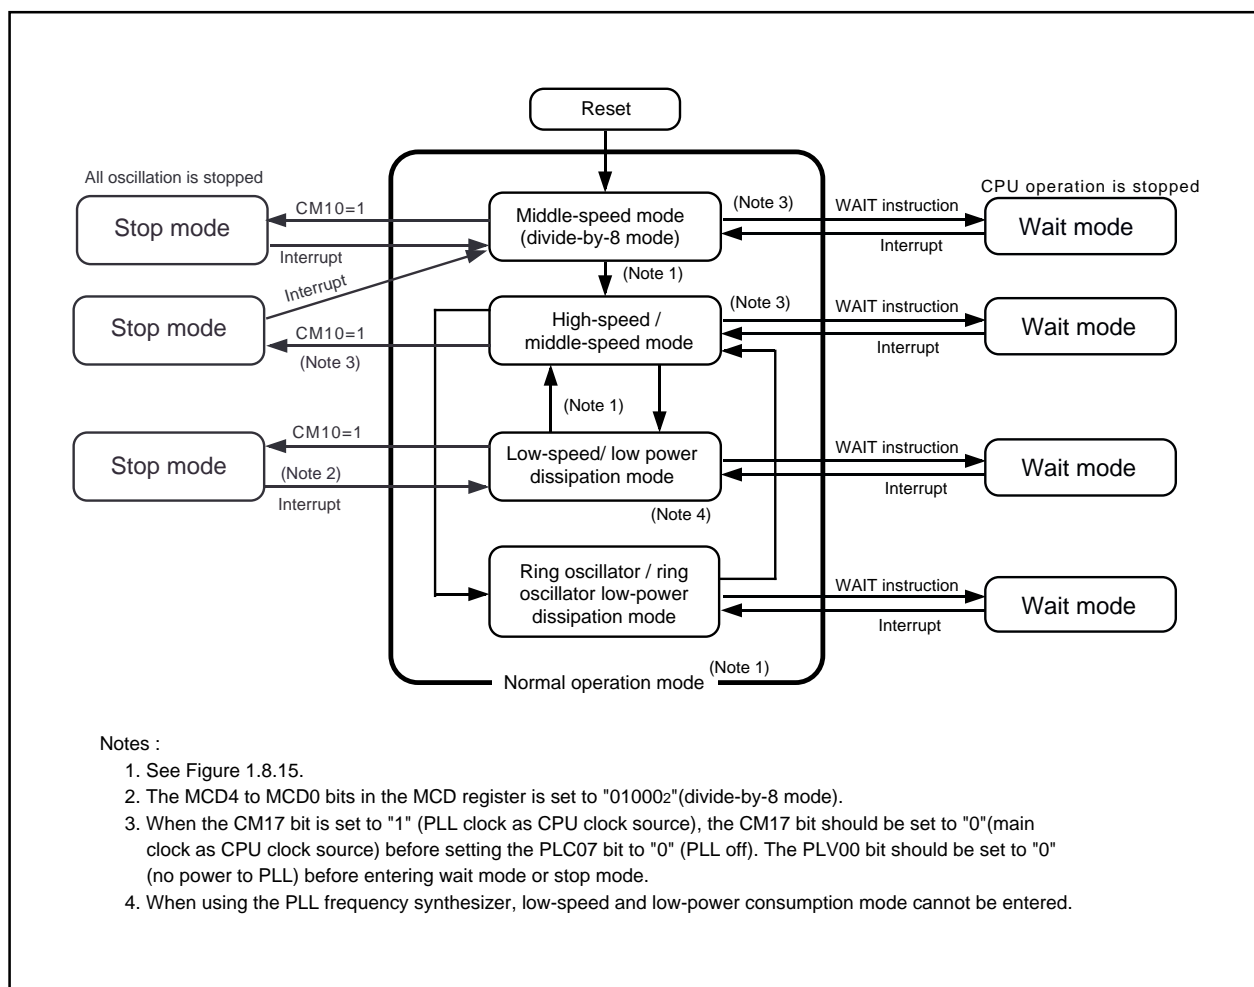 Reset
All oscillation is stopped
CPU operation is stopped
Stop mode
CM10=1
Interrupt
Middle-speed mode
(divide-by-8 mode)
(Note 3)
WAIT instruction
Interrupt
Wait mode
Interrupt
(Note 1)
Stop mode
CM10=1
(Note 3)
High-speed /
middle-speed mode
(Note 3)
WAIT instruction
Interrupt
Wait mode
(Note 1)
Stop mode
CM10=1
(Note 2)
Interrupt
Low-speed/ low power
dissipation mode
(Note 4)
WAIT instruction
Interrupt
Wait mode
Ring oscillator / ring
oscillator low-power
dissipation mode
WAIT instruction
Interrupt
Wait mode
Normal operation mode (Note 1)
Notes :
1. See Figure 1.8.15.
2. The MCD4 to MCD0 bits in the MCD register is set to "010002"(divide-by-8 mode).
3. When the CM17 bit is set to "1" (PLL clock as CPU clock source), the CM17 bit should be set to "0"(main
clock as CPU clock source) before setting the PLC07 bit to "0" (PLL off). The PLV00 bit should be set to "0"
(no power to PLL) before entering wait mode or stop mode.
4. When using the PLL frequency synthesizer, low-speed and low-power consumption mode cannot be entered.